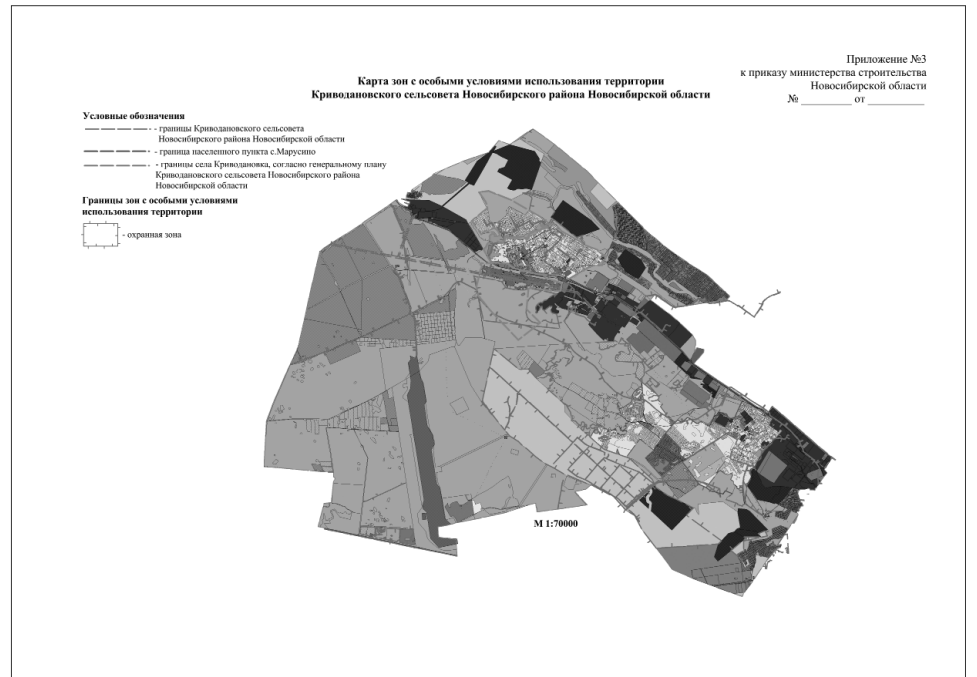 Приложение №3
к приказу министерства строительства
Новосибирской области
№ _________ от __________
Карта зон с особыми условиями использования территории
Криводановского сельсовета Новосибирского района Новосибирской области
Условные обозначения
- границы Криводановского сельсовета
Новосибирского района Новосибирской области
- граница населенного пункта с.Марусино
- границы села Криводановка, согласно генеральному плану
Криводановского сельсовета Новосибирского района
Новосибирской области
Границы зон с особыми условиями
использования территории
- охранная зона
М 1:70000